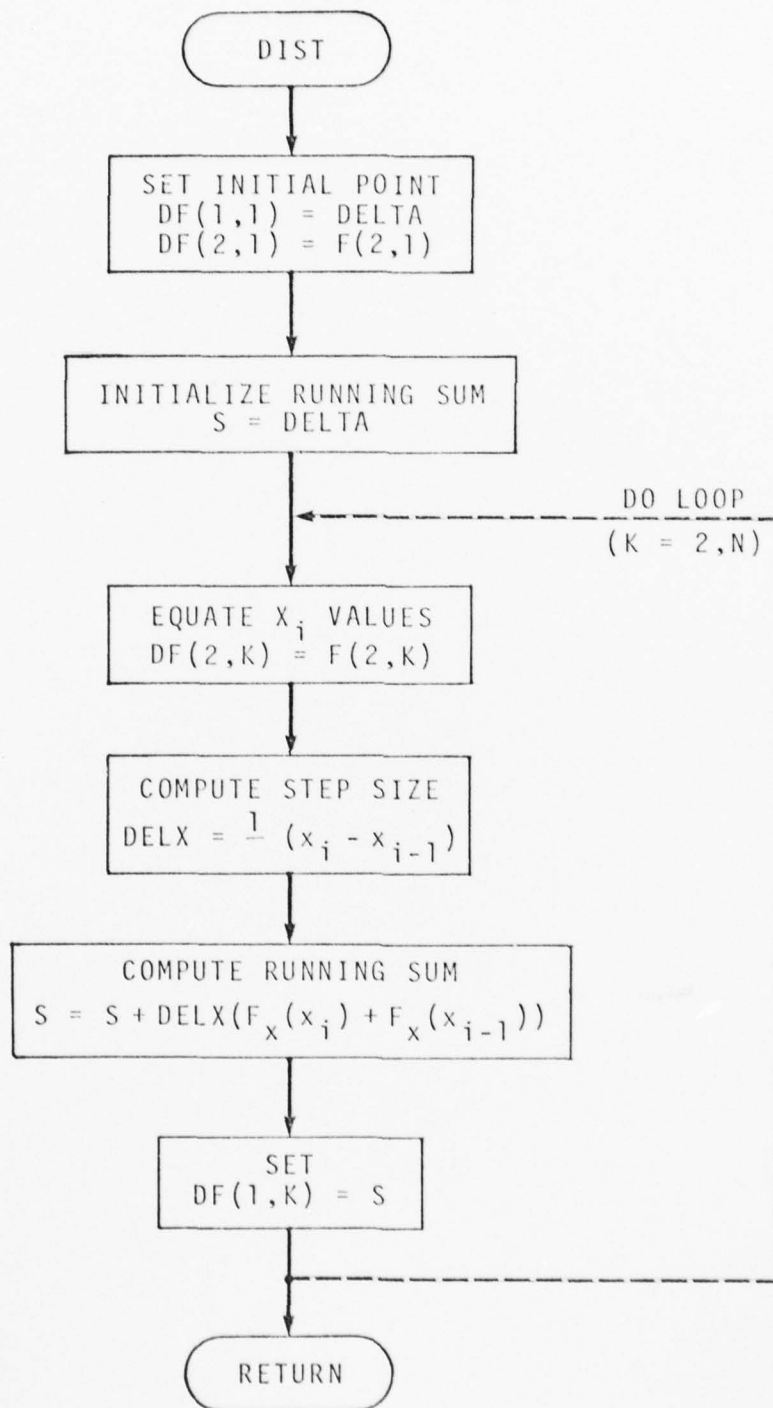 DIST
SET INITIAL POINT
DF(1,1) = DELTA
DF(2,1) = F(2,1)
INITIALIZE RUNNING SUM
S = DELTA
DO LOOP
(K = 2,N)
EQUATE X_i VALUES
DF(2,K) = F(2,K)
COMPUTE STEP SIZE
DELX = 1 (x_i - x_{i-1})
COMPUTE RUNNING SUM
S = S + DELX(F_x(x_i) + F_x(x_{i-1}))
SET
DF(1,K) = S
RETURN